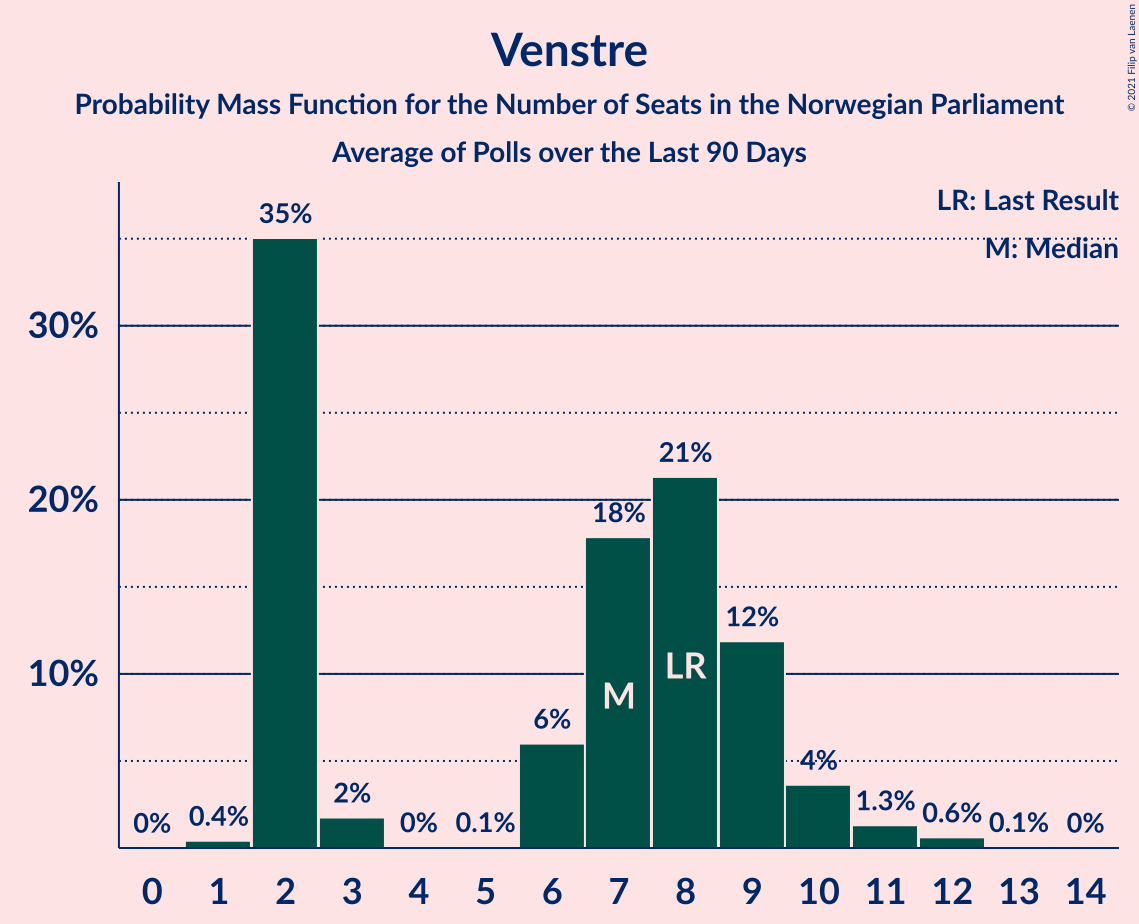 Venstre
Probability Mass Function for the Number of Seats in the Norwegian Parliament
Average of Polls over the Last 90 Days
© 2021 Filip van Laenen
LR: Last Result
M: Median
30%
20%
10%
0%
0.4%
35%
2%
0%
0.1%
6%
18%
21%
12%
4%
1.3%
0.6%
0.1%
0%
M
LR
0 1 2 3 4 5 6 7 8 9 10 11 12 13 14